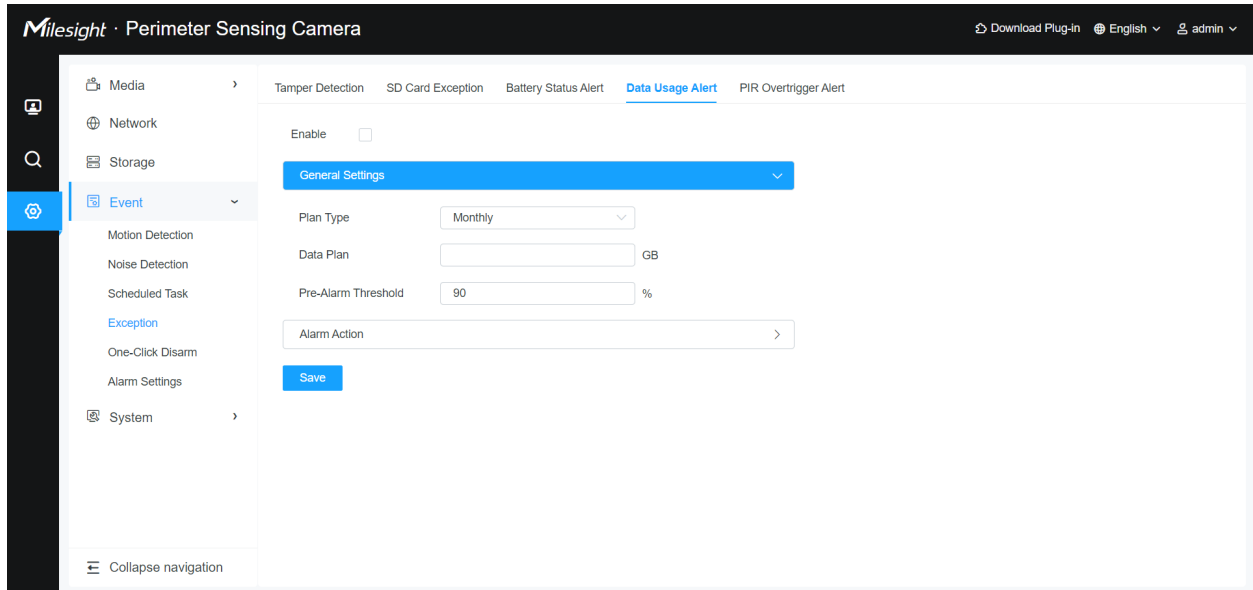 Milesight · Perimeter Sensing Camera
Download Plug-in English admin
Media
Network
Storage
Event
Motion Detection
Noise Detection
Scheduled Task
Exception
One-Click Disarm
Alarm Settings
System
Collapse navigation
Tamper Detection SD Card Exception Battery Status Alert Data Usage Alert PIR Overtrigger Alert
Enable
General Settings
Plan Type Monthly
Data Plan GB
Pre-Alarm Threshold 90 %
Alarm Action
Save